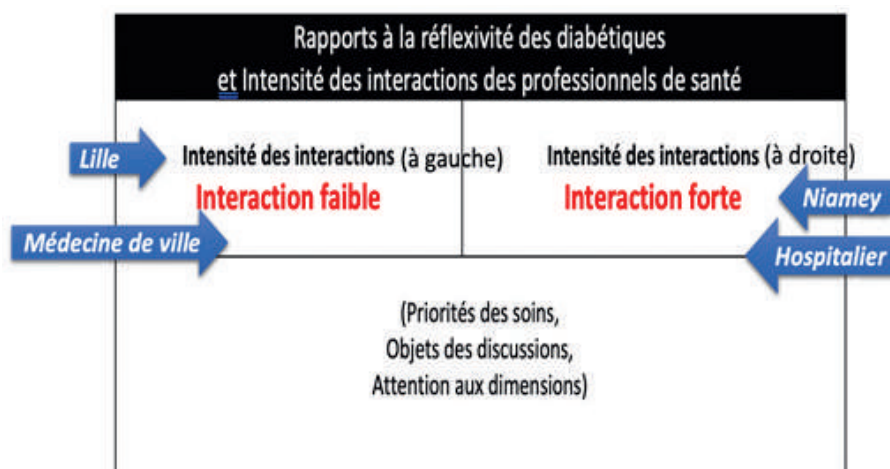 Rapports à la réflexivité des diabétiques
et Intensité des interactions des professionnels de santé
Lille
Intensité des interactions (à gauche)
Interaction faible
Médecine de ville
Intensité des interactions (à droite)
Interaction forte
Niamey
Hospitalier
(Priorités des soins,
Objets des discussions,
Attention aux dimensions)